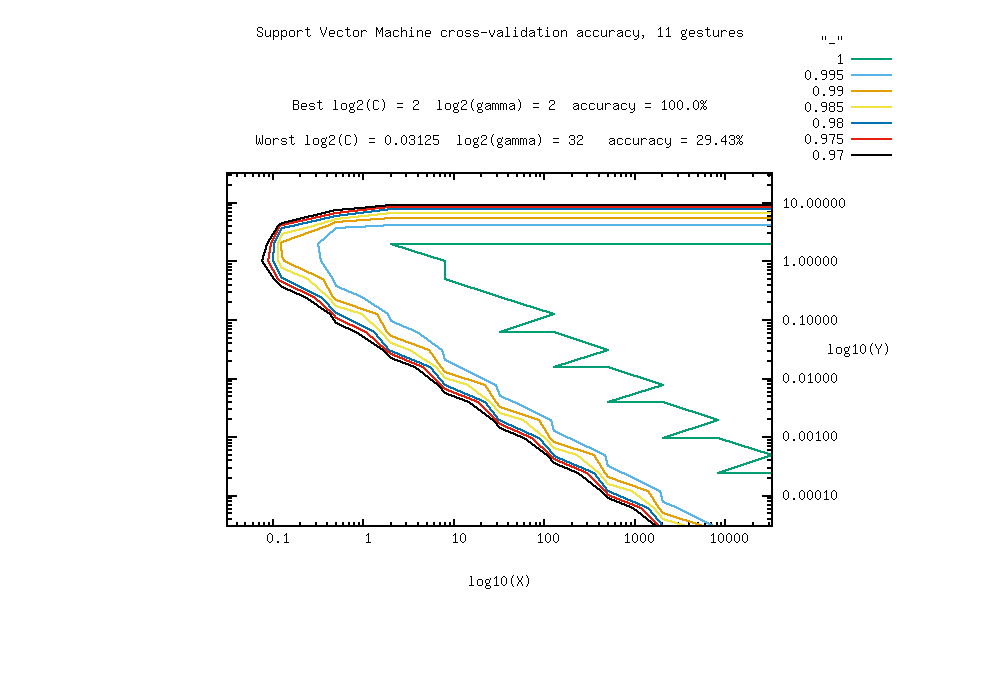 Support Vector Machine cross-validation accuracy, 11 gestures
"_"
1
0.995
0.99
0.985
0.98
0.975
0.97
Best log2(C) = 2  log2(gamma) = 2  accuracy = 100.0%
Worst log2(C) = 0.03125  log2(gamma) = 32   accuracy = 29.43%
10.00000
1.00000
0.10000
log10(Y)
0.01000
0.00100
0.00010
0.1 1 10 100 1000 10000
log10(X)